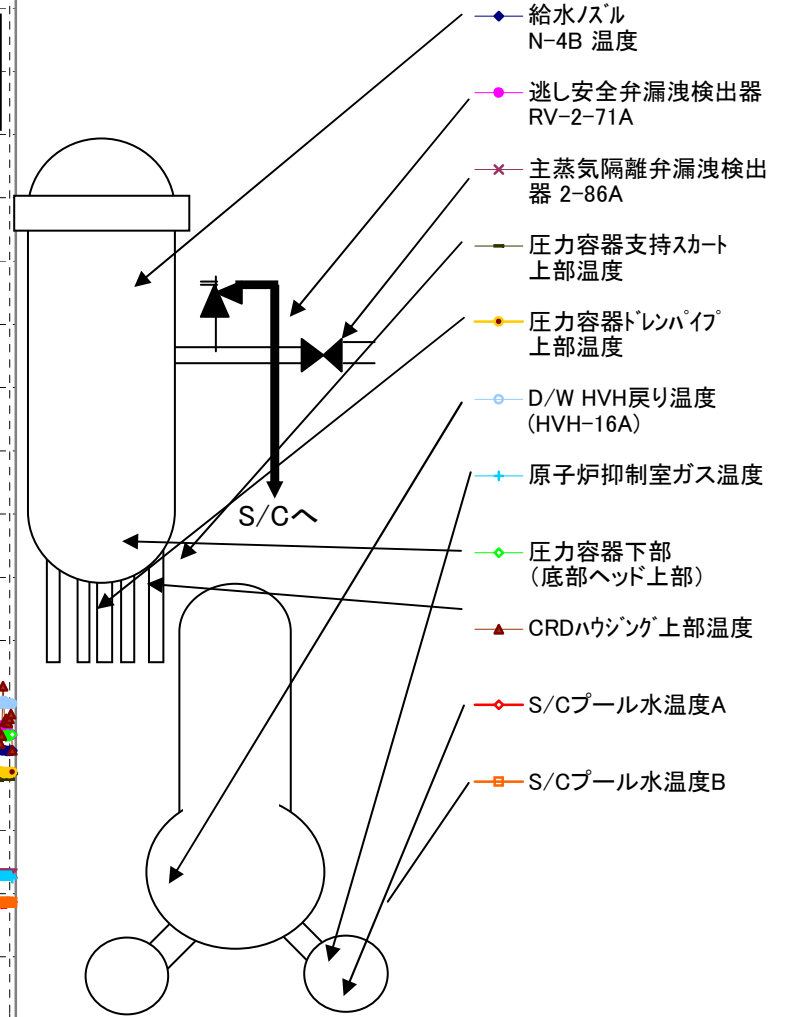 給水ノズル
N-4B 温度
逃し安全弁漏洩検出器
RV-2-71A
主蒸気隔離弁漏洩検出
器 2-86A
圧力容器支持スカート
上部温度
圧力容器ドレンパイプ
上部温度
D/W HVH戻り温度
(HVH-16A)
原子炉抑制室ガス温度
S/Cへ
圧力容器下部
（底部ヘッド上部）
CRDハウジング上部温度
S/Cプール水温度A
S/Cプール水温度B